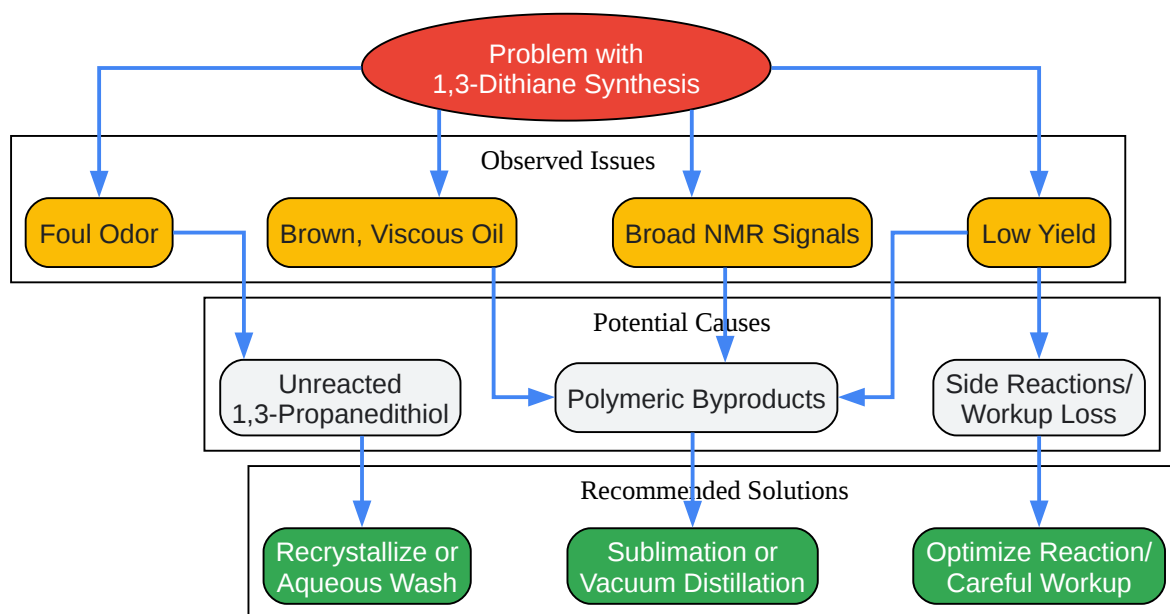 Problem with
1,3-Dithiane Synthesis
Observed Issues
Foul Odor
Brown, Viscous Oil
Broad NMR Signals
Low Yield
Potential Causes
Unreacted
1,3-Propanedithiol
Polymeric Byproducts
Side Reactions/
Workup Loss
Recommended Solutions
Recrystallize or
Aqueous Wash
Sublimation or
Vacuum Distillation
Optimize Reaction/
Careful Workup